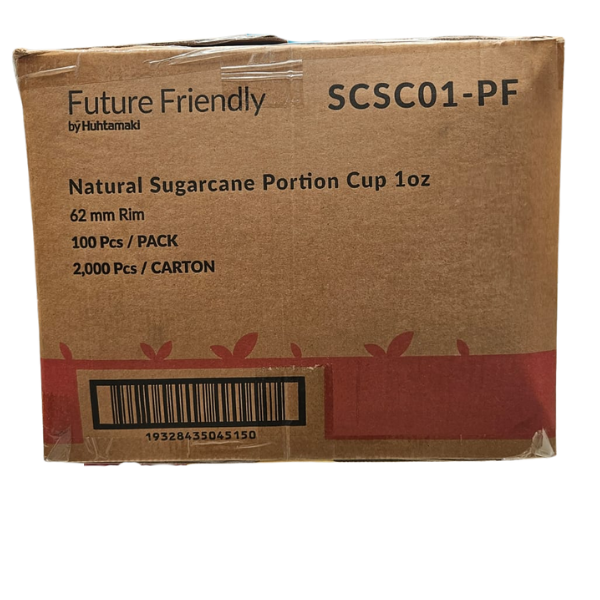 Future Friendly SCSC01-PF
by Huhtamaki
Natural Sugarcane Portion Cup 1oz
62 mm Rim
100 Pcs / PACK
2,000 Pcs / CARTON
19328435045150